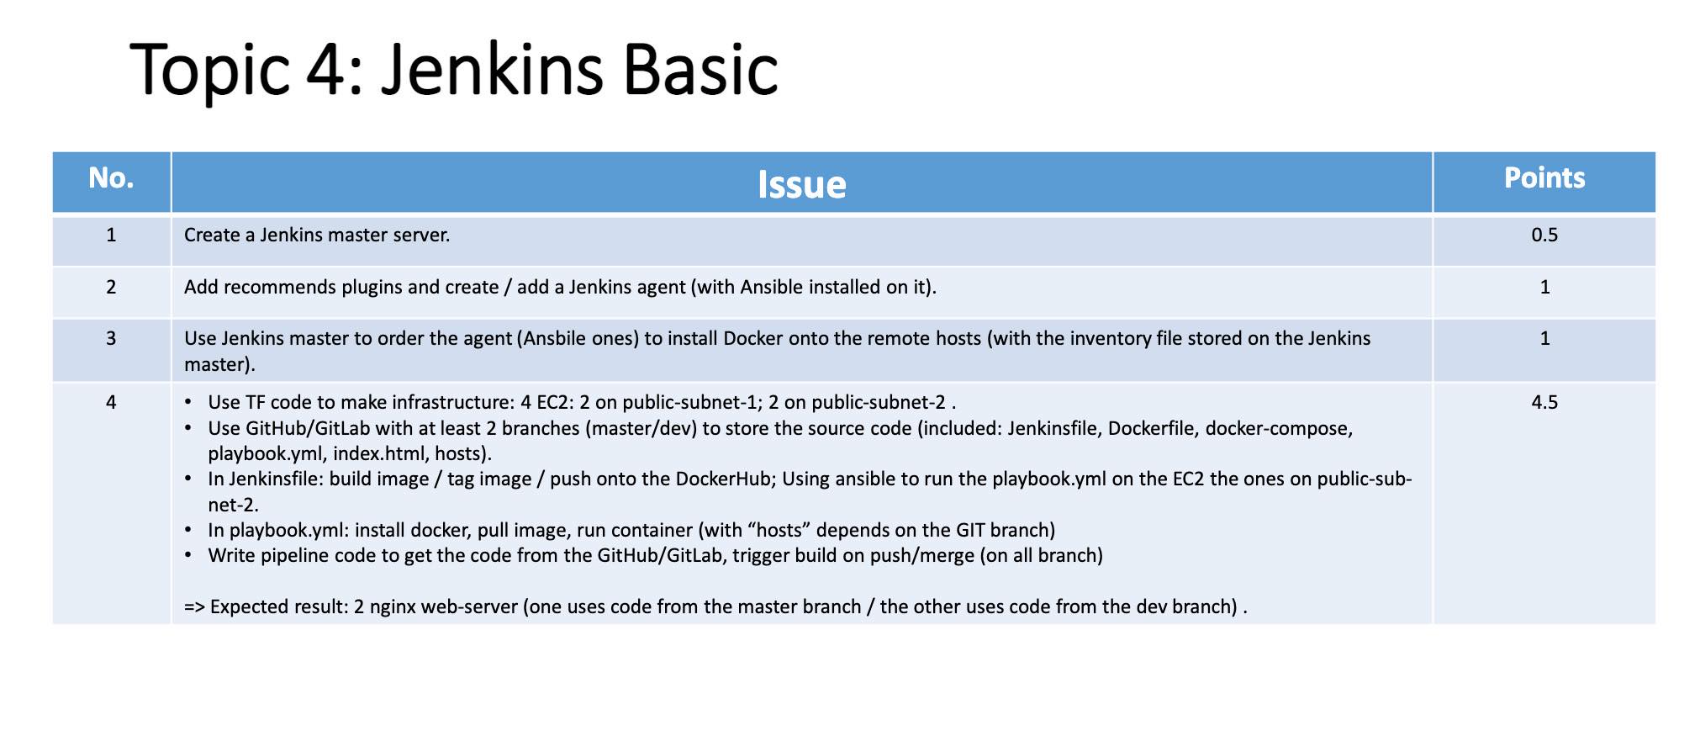 Topic 4: Jenkins Basic
No.
Issue
Points
1
Create a Jenkins master server.
0.5
2
Add recommends plugins and create / add a Jenkins agent (with Ansible installed on it).
1
3
Use Jenkins master to order the agent (Ansbile ones) to install Docker onto the remote hosts (with the inventory file stored on the Jenkins
master).
1
4
• Use TF code to make infrastructure: 4 EC2: 2 on public-subnet-1; 2 on public-subnet-2 .
• Use GitHub/GitLab with at least 2 branches (master/dev) to store the source code (included: Jenkinsfile, Dockerfile, docker-compose,
playbook.yml, index.html, hosts).
• In Jenkinsfile: build image / tag image / push onto the DockerHub; Using ansible to run the playbook.yml on the EC2 the ones on public-sub-
net-2.
• In playbook.yml: install docker, pull image, run container (with “hosts” depends on the GIT branch)
• Write pipeline code to get the code from the GitHub/GitLab, trigger build on push/merge (on all branch)
=> Expected result: 2 nginx web-server (one uses code from the master branch / the other uses code from the dev branch) .
4.5